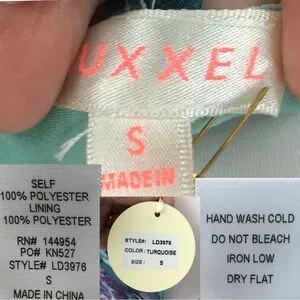 UXXEL
S
MADE IN
SELF
100% POLYESTER
LINING
100% POLYESTER
RN# 144954
PO# KN527
STYLE# LD3976
S
MADE IN CHINA
STYLE#: LD3976
COLOR: TURQUOISE
SIZE: S
HAND WASH COLD
DO NOT BLEACH
IRON LOW
DRY FLAT